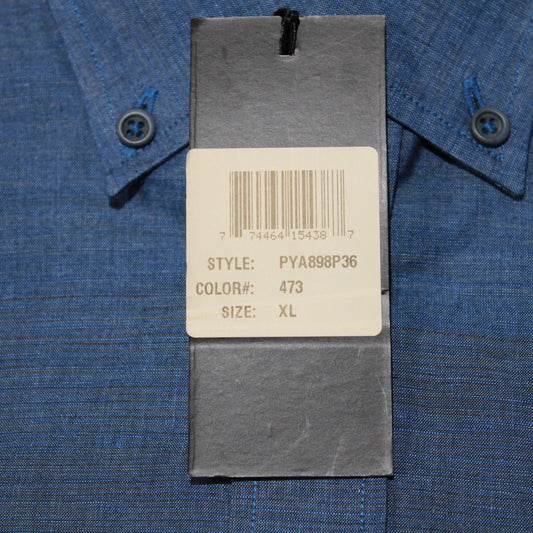 7 74464 15438 7
STYLE: PYA898P36
COLOR#: 473
SIZE: XL